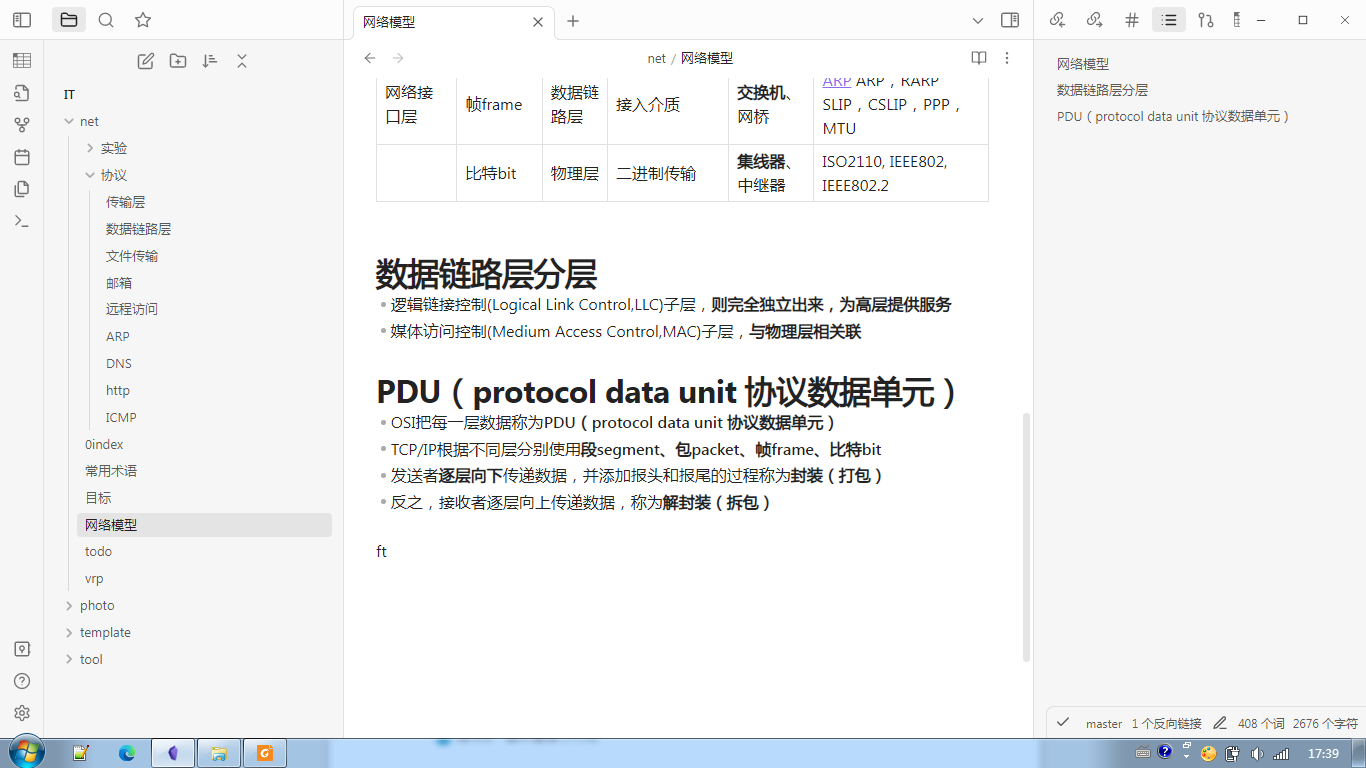 网络模型
net / 网络模型
IT
net
实验
协议
传输层
数据链路层
文件传输
邮箱
远程访问
ARP
DNS
http
ICMP
0index
常用术语
目标
网络模型
todo
vrp
photo
template
tool
网络接口层
帧frame
数据链路层
接入介质
交换机、网桥
ARP ARP，RARP
SLIP，CSLIP，PPP，
MTU
比特bit
物理层
二进制传输
集线器、中继器
ISO2110, IEEE802,
IEEE802.2
数据链路层分层
逻辑链接控制(Logical Link Control,LLC)子层，则完全独立出来，为高层提供服务
媒体访问控制(Medium Access Control,MAC)子层，与物理层相关联
PDU（protocol data unit 协议数据单元）
OSI把每一层数据称为PDU（protocol data unit 协议数据单元）
TCP/IP根据不同层分别使用段segment、包packet、帧frame、比特bit
发送者逐层向下传递数据，并添加报头和报尾的过程称为封装（打包）
反之，接收者逐层向上传递数据，称为解封装（拆包）
ft
网络模型
数据链路层分层
PDU（protocol data unit 协议数据单元）
master 1 个反向链接 408 个词 2676 个字符
17:39